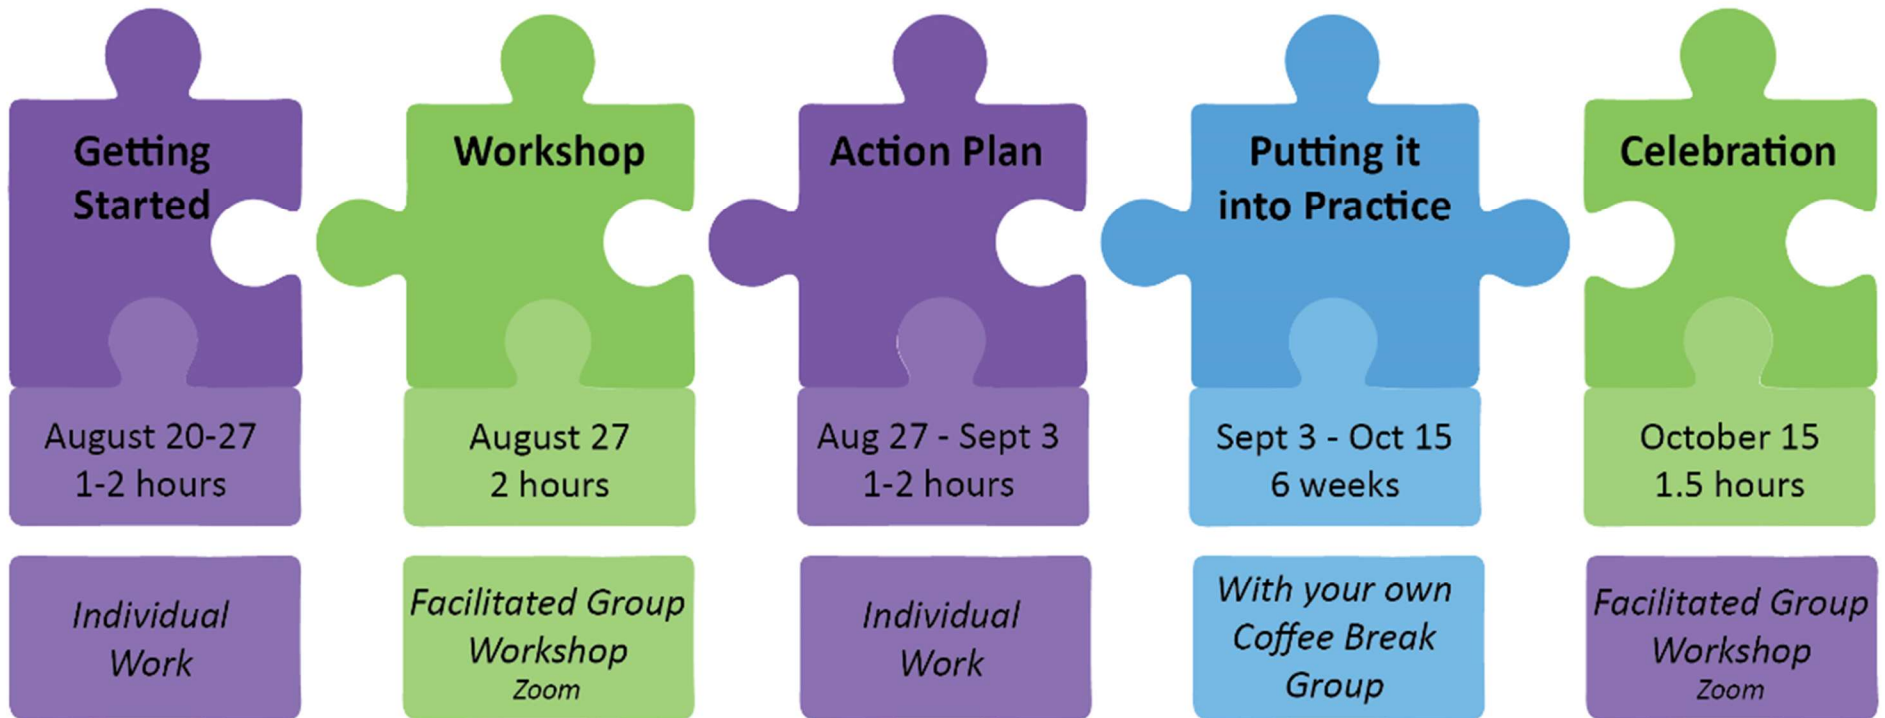 Getting
Started
Workshop
Action Plan
Putting it
into Practice
Celebration
August 20-27
1-2 hours
August 27
2 hours
Aug 27 - Sept 3
1-2 hours
Sept 3 - Oct 15
6 weeks
October 15
1.5 hours
Individual
Work
Facilitated Group
Workshop
Zoom
Individual
Work
With your own
Coffee Break
Group
Facilitated Group
Workshop
Zoom